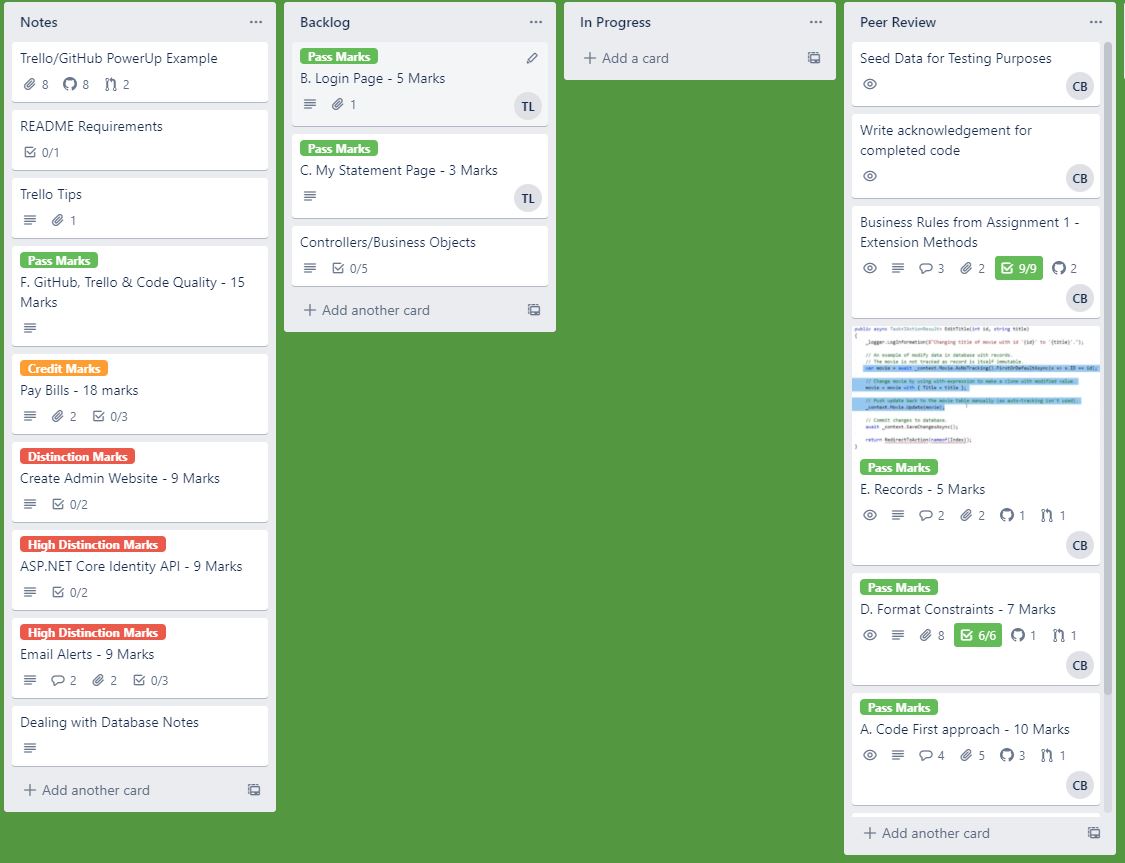 Notes
Trello/GitHub PowerUp Example
8 8 2
README Requirements
0/1
Trello Tips
1
Pass Marks
F. GitHub, Trello & Code Quality - 15
Marks
Credit Marks
Pay Bills - 18 marks
2 0/3
Distinction Marks
Create Admin Website - 9 Marks
0/2
High Distinction Marks
ASP.NET Core Identity API - 9 Marks
0/2
High Distinction Marks
Email Alerts - 9 Marks
2 2 0/3
Dealing with Database Notes
Add another card
Backlog
Pass Marks
B. Login Page - 5 Marks
1
TL
Pass Marks
C. My Statement Page - 3 Marks
TL
Controllers/Business Objects
0/5
Add another card
In Progress
Add a card
Peer Review
Seed Data for Testing Purposes
CB
Write acknowledgement for
completed code
CB
Business Rules from Assignment 1 -
Extension Methods
3 2 9/9 2
CB
public async Task<IActionResult> EditTitle(int id, string title)
{
_logger.LogInformation($"Changing title of movie with id '{id}' to '{title}'.");
// An example of modify data in database with records.
// The movie is not tracked as record is itself immutable.
var movie = await _context.Movie.AsNoTracking().FirstOrDefaultAsync(x => x.ID == id);
// Change movie by using with-expression to make a clone with modified value.
movie = movie with { Title = title };
// Push update back to the movie table manually (as auto-tracking isn't used).
_context.Movie.Update(movie);
// Commit changes to database.
await _context.SaveChangesAsync();
return RedirectToAction(nameof(Index));
}
Pass Marks
E. Records - 5 Marks
2 2 1 1
CB
Pass Marks
D. Format Constraints - 7 Marks
8 6/6 1 1
CB
Pass Marks
A. Code First approach - 10 Marks
4 5 3 1
CB
Add another card